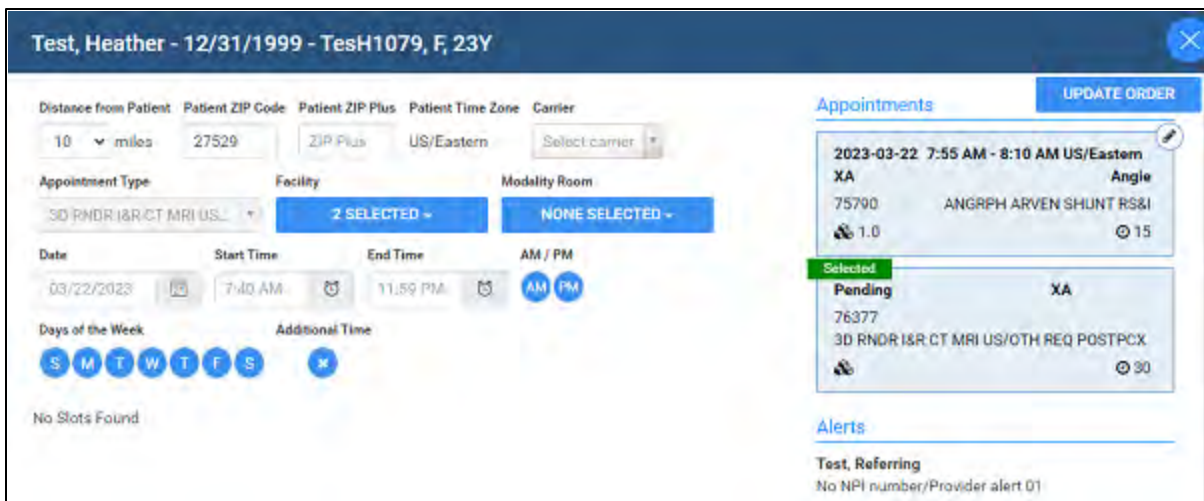 Test, Heather - 12/31/1999 - TesH1079, F, 23Y
Distance from Patient Patient ZIP Code Patient ZIP Plus Patient Time Zone Carrier
10 miles 27529 ZIP Plus US/Eastern Select carrier
Appointment Type Facility Modality Room
3D RNDR I&R CT MRI US... 2 SELECTED NONE SELECTED
Date Start Time End Time AM / PM
03/22/2023 7:40 AM 11:59 PM AM PM
Days of the Week Additional Time
S M T W T F S
No Slots Found
UPDATE ORDER
Appointments
2023-03-22 7:55 AM - 8:10 AM US/Eastern
XA Angie
75790 ANGRPH ARVEN SHUNT RS&I
1.0 15
Selected
Pending XA
76377
3D RNDR I&R CT MRI US/OTH REQ POSTPCX
30
Alerts
Test, Referring
No NPI number/Provider alert 01